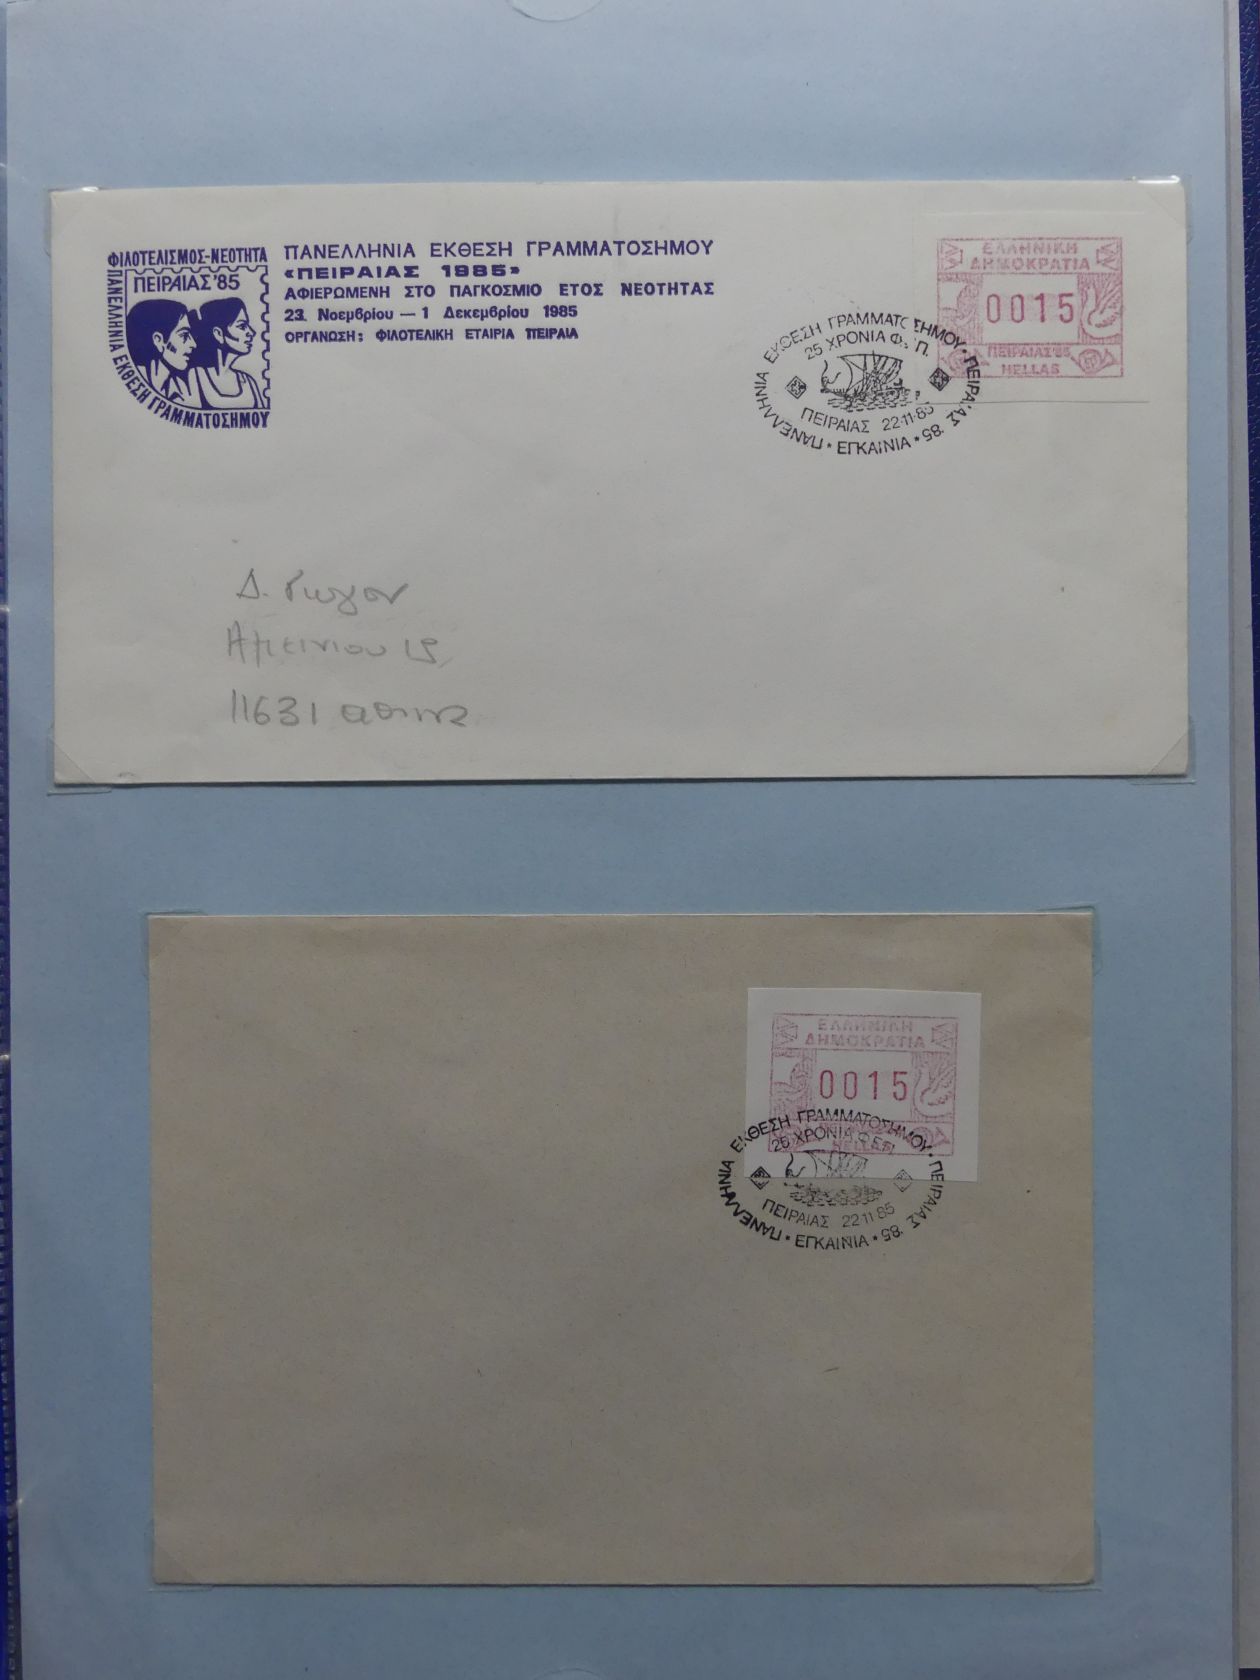 ΦΙΛΟΤΕΛΙΣΜΟΣ-ΝΕΟΤΗΤΑ
ΠΕΙΡΑΙΑΣ '85
ΠΑΝΕΛΛΗΝΙΑ ΕΚΘΕΣΗ ΓΡΑΜΜΑΤΟΣΗΜΟΥ
ΠΑΝΕΛΛΗΝΙΑ ΕΚΘΕΣΗ ΓΡΑΜΜΑΤΟΣΗΜΟΥ
«ΠΕΙΡΑΙΑΣ 1985»
ΑΦΙΕΡΩΜΕΝΗ ΣΤΟ ΠΑΓΚΟΣΜΙΟ ΕΤΟΣ ΝΕΟΤΗΤΑΣ
23 Νοεμβρίου — 1 Δεκεμβρίου 1985
ΟΡΓΑΝΩΣΗ: ΦΙΛΟΤΕΛΙΚΗ ΕΤΑΙΡΙΑ ΠΕΙΡΑΙΑ
ΕΛΛΗΝΙΚΗ
ΔΗΜΟΚΡΑΤΙΑ
0015
ΠΕΙΡΑΙΑΣ'85
HELLAS
ΠΑΝΕΛΛΗΝΙΑ ΕΚΘΕΣΗ ΓΡΑΜΜΑΤΟΣΗΜΟΥ • ΠΕΙΡΑΙΑΣ '85
25 ΧΡΟΝΙΑ
ΠΕΙΡΑΙΑΣ 22·11·85
* ΕΓΚΑΙΝΙΑ *
Δ.
Αμεινίου
11631 Αθήνα
ΕΛΛΗΝΙΚΗ
ΔΗΜΟΚΡΑΤΙΑ
0015
HELLAS
ΠΑΝΕΛΛΗΝΙΑ ΕΚΘΕΣΗ ΓΡΑΜΜΑΤΟΣΗΜΟΥ • ΠΕΙΡΑΙΑΣ '85
25 ΧΡΟΝΙΑ
ΠΕΙΡΑΙΑΣ 22·11·85
* ΕΓΚΑΙΝΙΑ *